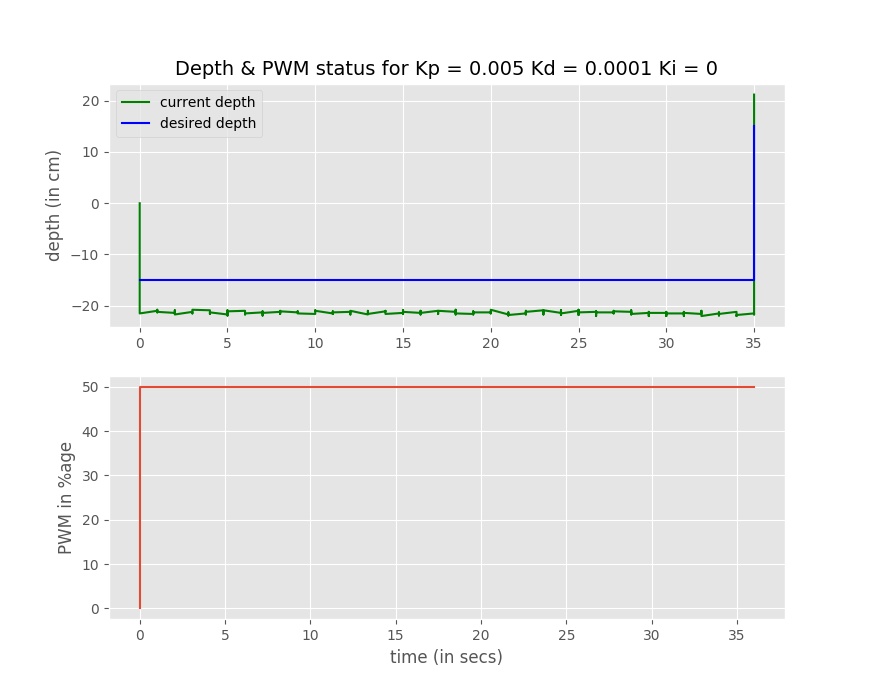 Depth & PWM status for Kp = 0.005 Kd = 0.0001 Ki = 0
current depth
desired depth
depth (in cm)
20
10
0
−10
−20
0 5 10 15 20 25 30 35
PWM in %age
50
40
30
20
10
0
0 5 10 15 20 25 30 35
time (in secs)